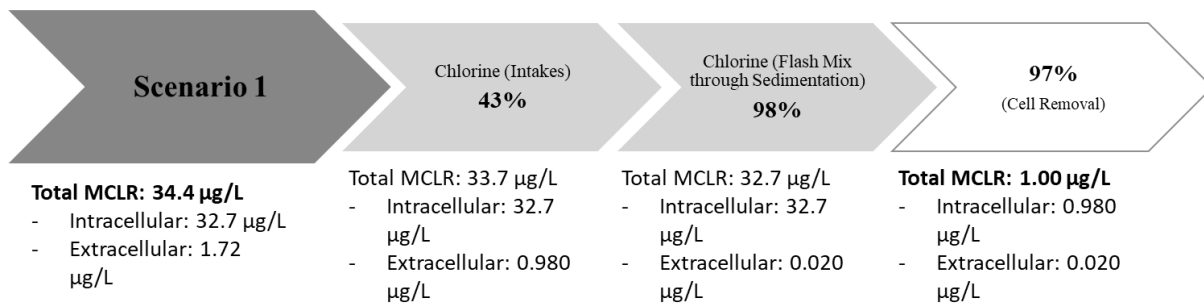 Scenario 1
Chlorine (Intakes)
43%
Chlorine (Flash Mix
through Sedimentation)
98%
97%
(Cell Removal)
Total MCLR: 34.4 µg/L
- Intracellular: 32.7 µg/L
- Extracellular: 1.72
µg/L
Total MCLR: 33.7 µg/L
- Intracellular: 32.7
µg/L
- Extracellular: 0.980
µg/L
Total MCLR: 32.7 µg/L
- Intracellular: 32.7
µg/L
- Extracellular: 0.020
µg/L
Total MCLR: 1.00 µg/L
- Intracellular: 0.980
µg/L
- Extracellular: 0.020
µg/L